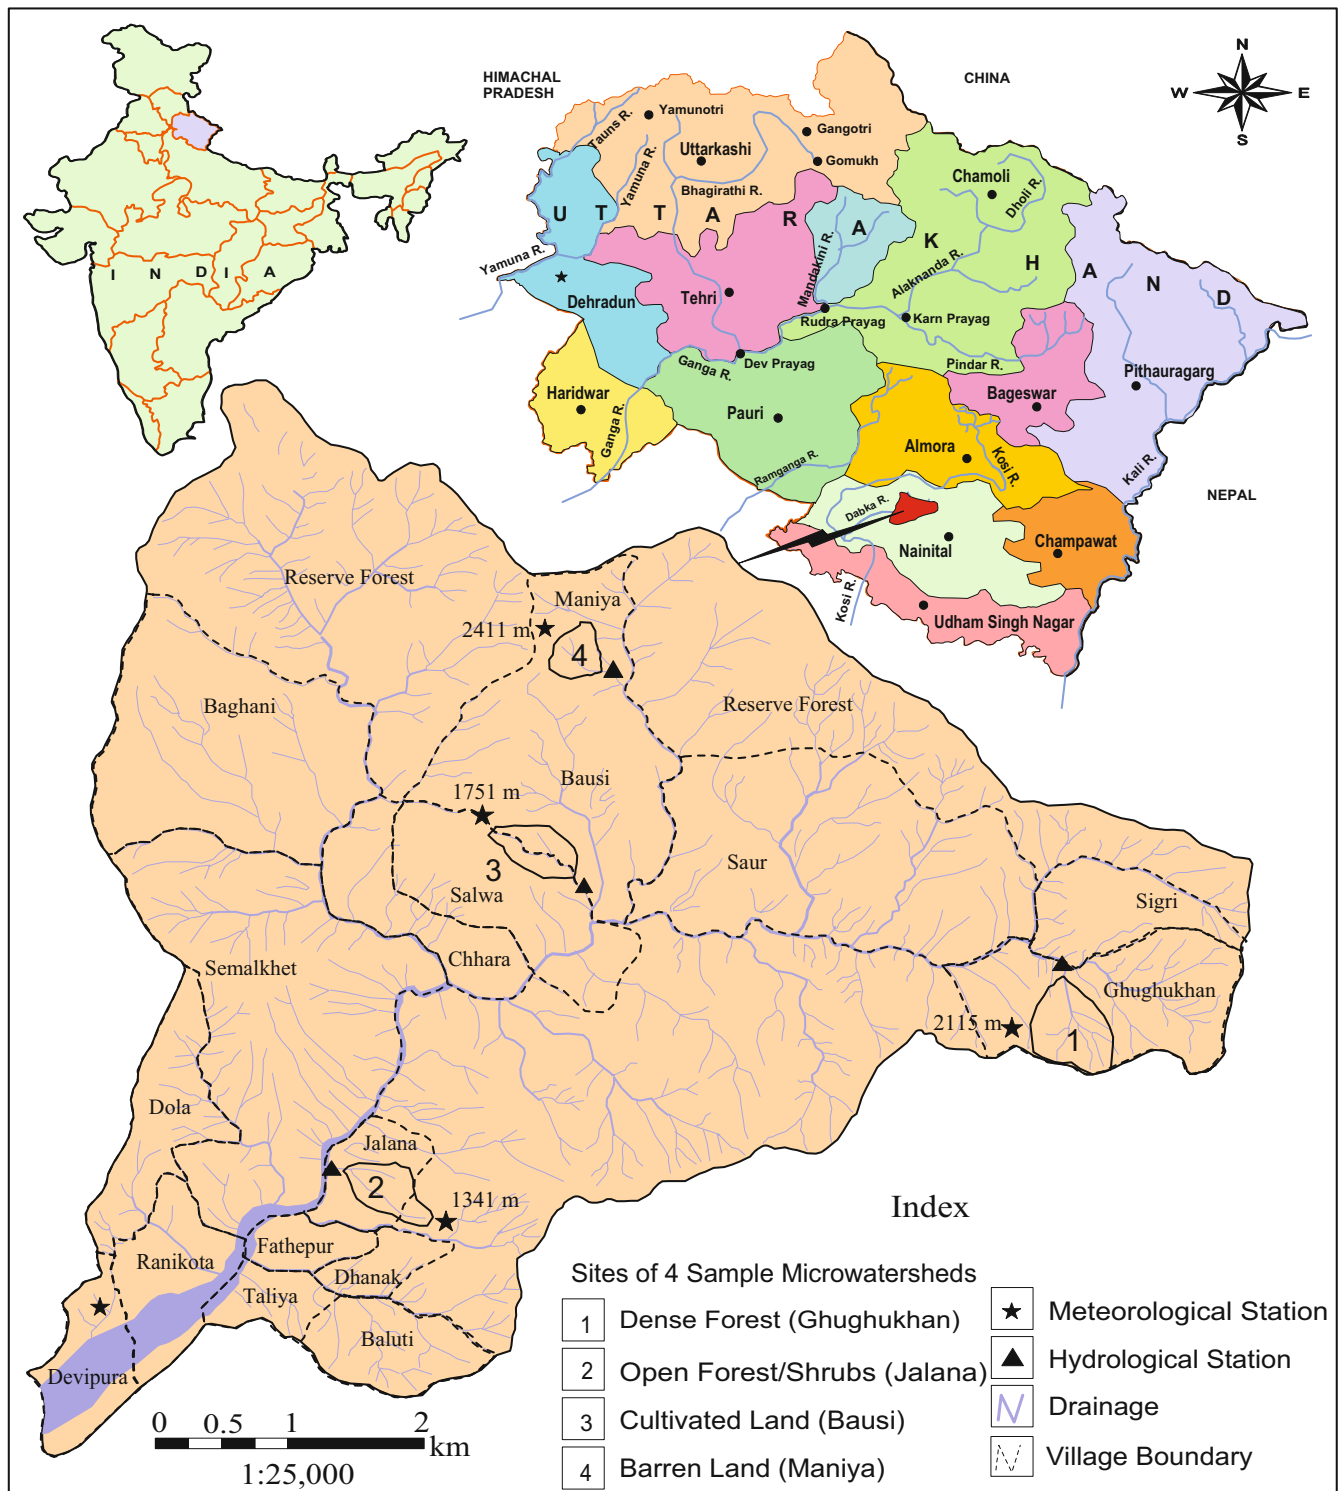 HIMACHAL
PRADESH
CHINA
N
W
E
S
Yamunotri
Tauns R.
Gangotri
Uttarkashi
Gomukh
Yamuna R.
Bhagirathi R.
Chamoli
Dholi R.
U T T A R A K H A N D
Yamuna R.
Mandakini R.
Alaknanda R.
Dehradun
Tehri
Rudra Prayag
Karn Prayag
Ganga R.
Dev Prayag
Pindar R.
Pithauragarg
Haridwar
Bageswar
Ganga R.
Pauri
Almora
Kosi R.
Ramganga R.
Kali R.
NEPAL
Dabka R.
Nainital
Champawat
Kosi R.
Udham Singh Nagar
I N D I A
Reserve Forest
Maniya
2411 m
4
Baghani
Reserve Forest
Bausi
1751 m
3
Saur
Salwa
Sigri
Chhara
Semalkhet
Ghughukhan
2115 m
1
Dola
Jalana
2
1341 m
Ranikota
Fathepur
Dhanak
Taliya
Baluti
Devipura
0 0.5 1 2
km
1:25,000
Index
Sites of 4 Sample Microwatersheds
1 Dense Forest (Ghughukhan)
2 Open Forest/Shrubs (Jalana)
3 Cultivated Land (Bausi)
4 Barren Land (Maniya)
Meteorological Station
Hydrological Station
Drainage
Village Boundary